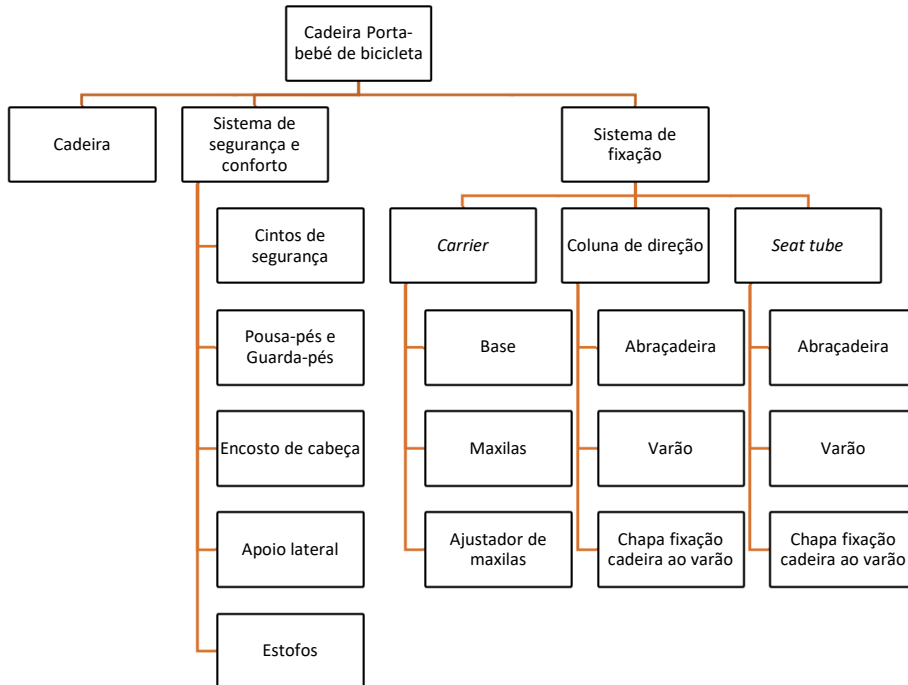 Cadeira Porta-
bebé de bicicleta
Cadeira
Sistema de
segurança e
conforto
Sistema de
fixação
Cintos de
segurança
Pousa-pés e
Guarda-pés
Encosto de cabeça
Apoio lateral
Estofos
Carrier
Base
Maxilas
Ajustador de
maxilas
Coluna de direção
Abraçadeira
Varão
Chapa fixação
cadeira ao varão
Seat tube
Abraçadeira
Varão
Chapa fixação
cadeira ao varão